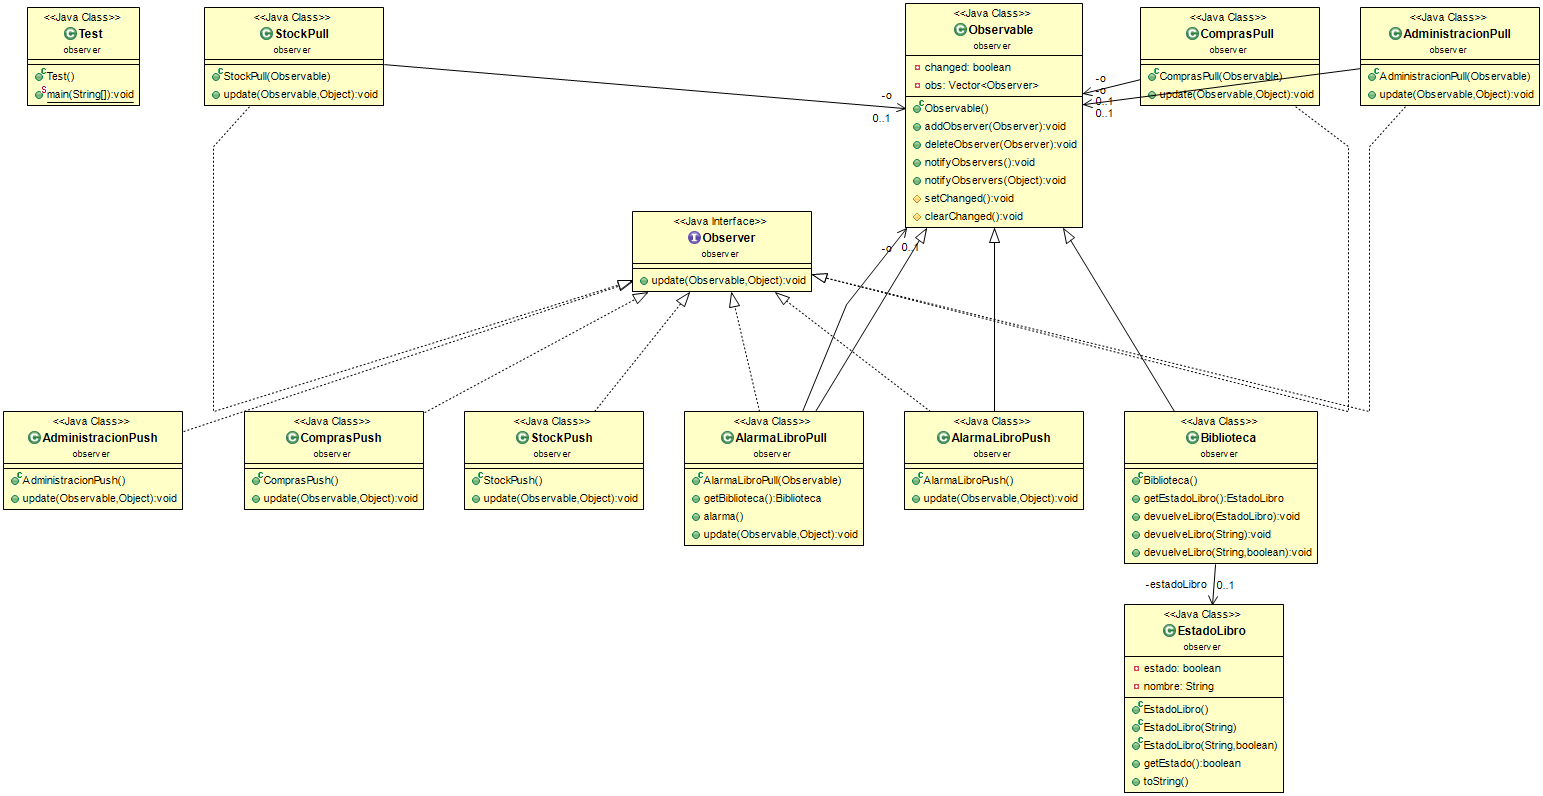 <<Java Class>>
Test
observer
Test()
main(String[]):void
<<Java Class>>
StockPull
observer
StockPull(Observable)
update(Observable,Object):void
<<Java Class>>
Observable
observer
changed: boolean
obs: Vector<Observer>
Observable()
addObserver(Observer):void
deleteObserver(Observer):void
notifyObservers():void
notifyObservers(Object):void
setChanged():void
clearChanged():void
<<Java Class>>
ComprasPull
observer
ComprasPull(Observable)
update(Observable,Object):void
<<Java Class>>
AdministracionPull
observer
AdministracionPull(Observable)
update(Observable,Object):void
-o
0..1
-o
-o
0..1
0..1
<<Java Interface>>
Observer
observer
update(Observable,Object):void
-o
0..1
<<Java Class>>
AdministracionPush
observer
AdministracionPush()
update(Observable,Object):void
<<Java Class>>
ComprasPush
observer
ComprasPush()
update(Observable,Object):void
<<Java Class>>
StockPush
observer
StockPush()
update(Observable,Object):void
<<Java Class>>
AlarmaLibroPull
observer
AlarmaLibroPull(Observable)
getBiblioteca():Biblioteca
alarma()
update(Observable,Object):void
<<Java Class>>
AlarmaLibroPush
observer
AlarmaLibroPush()
update(Observable,Object):void
<<Java Class>>
Biblioteca
observer
Biblioteca()
getEstadoLibro():EstadoLibro
devuelveLibro(EstadoLibro):void
devuelveLibro(String):void
devuelveLibro(String,boolean):void
-estadoLibro
0..1
<<Java Class>>
EstadoLibro
observer
estado: boolean
nombre: String
EstadoLibro()
EstadoLibro(String)
EstadoLibro(String,boolean)
getEstado():boolean
toString()